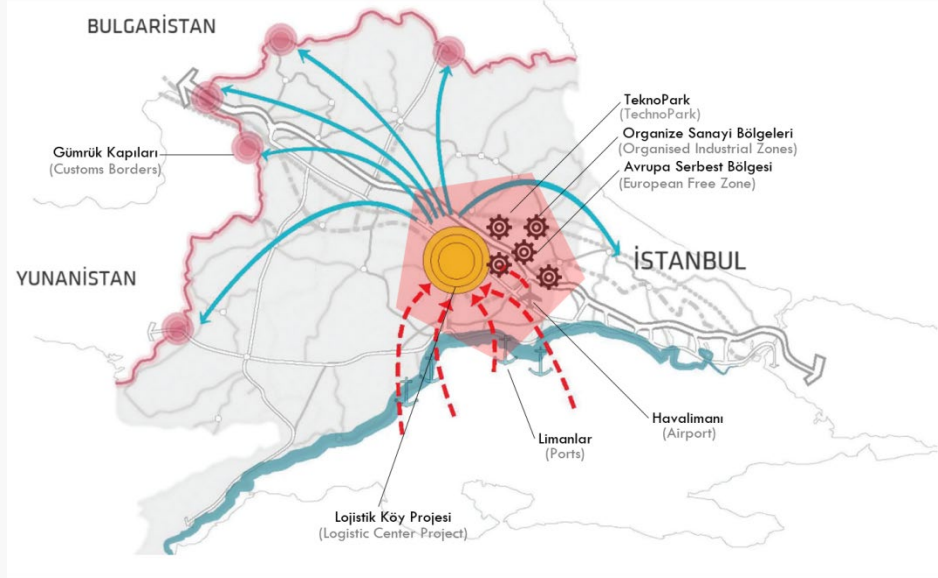 BULGARİSTAN
TeknoPark
(TechnoPark)
Organize Sanayi Bölgeleri
(Organised Industrial Zones)
Avrupa Serbest Bölgesi
(European Free Zone)
Gümrük Kapıları
(Customs Borders)
İSTANBUL
YUNANİSTAN
Havalimanı
(Airport)
Limanlar
(Ports)
Lojistik Köy Projesi
(Logistic Center Project)